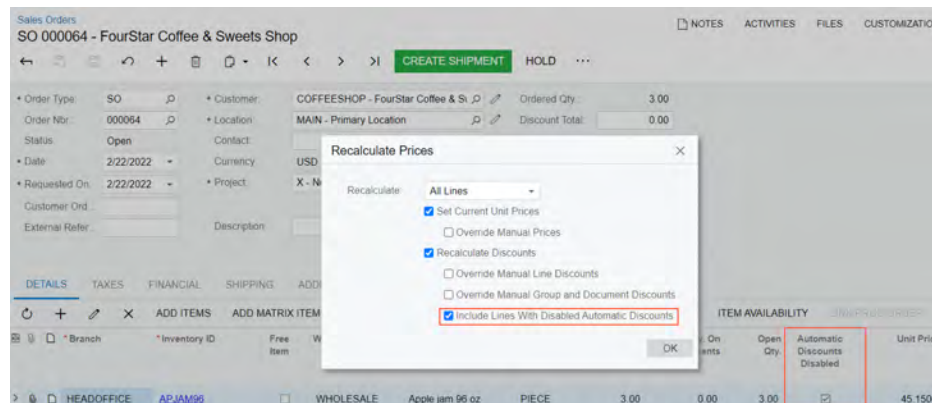 Sales Orders
SO 000064 - FourStar Coffee & Sweets Shop
NOTES ACTIVITIES FILES CUSTOMIZATIO
CREATE SHIPMENT HOLD ...
* Order Type: SO * Customer: COFFEESHOP - FourStar Coffee & S Ordered Qty.: 3.00
Order Nbr.: 000064 * Location: MAIN - Primary Location Discount Total: 0.00
Status: Open Contact:
* Date: 2/22/2022 Currency: USD
* Requested On: 2/22/2022 * Project: X - N
Customer Ord...
External Refer... Description:
Recalculate Prices
Recalculate: All Lines
Set Current Unit Prices
Override Manual Prices
Recalculate Discounts
Override Manual Line Discounts
Override Manual Group and Document Discounts
Include Lines With Disabled Automatic Discounts
OK
DETAILS TAXES FINANCIAL SHIPPING ADD
ADD ITEMS ADD MATRIX ITEM ITEM AVAILABILITY
* Branch * Inventory ID Free Item W On Open Qty. Automatic Discounts Disabled Unit Pri
HEADOFFICE APJAM96 WHOLESALE Apple jam 96 oz PIECE 3.00 0.00 3.00 45.150